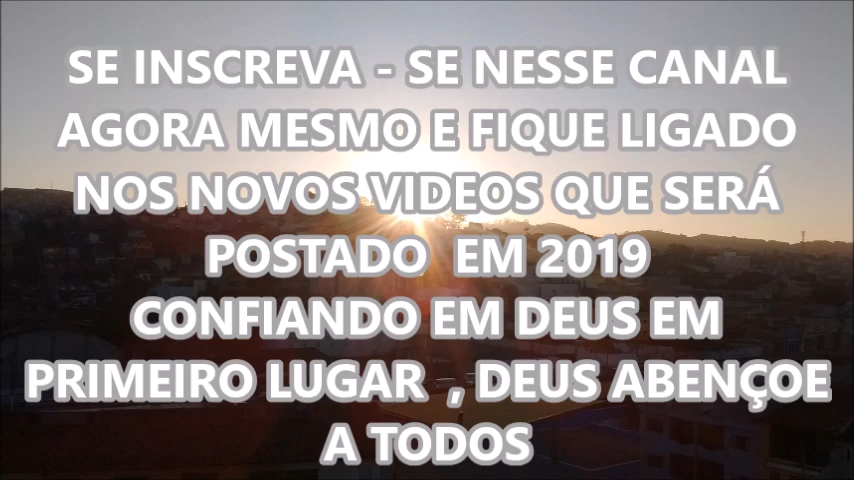 SE INSCREVA - SE NESSE CANAL
AGORA MESMO E FIQUE LIGADO
NOS NOVOS VIDEOS QUE SERÁ
POSTADO  EM 2019
CONFIANDO EM DEUS EM
PRIMEIRO LUGAR  , DEUS ABENÇOE
A TODOS